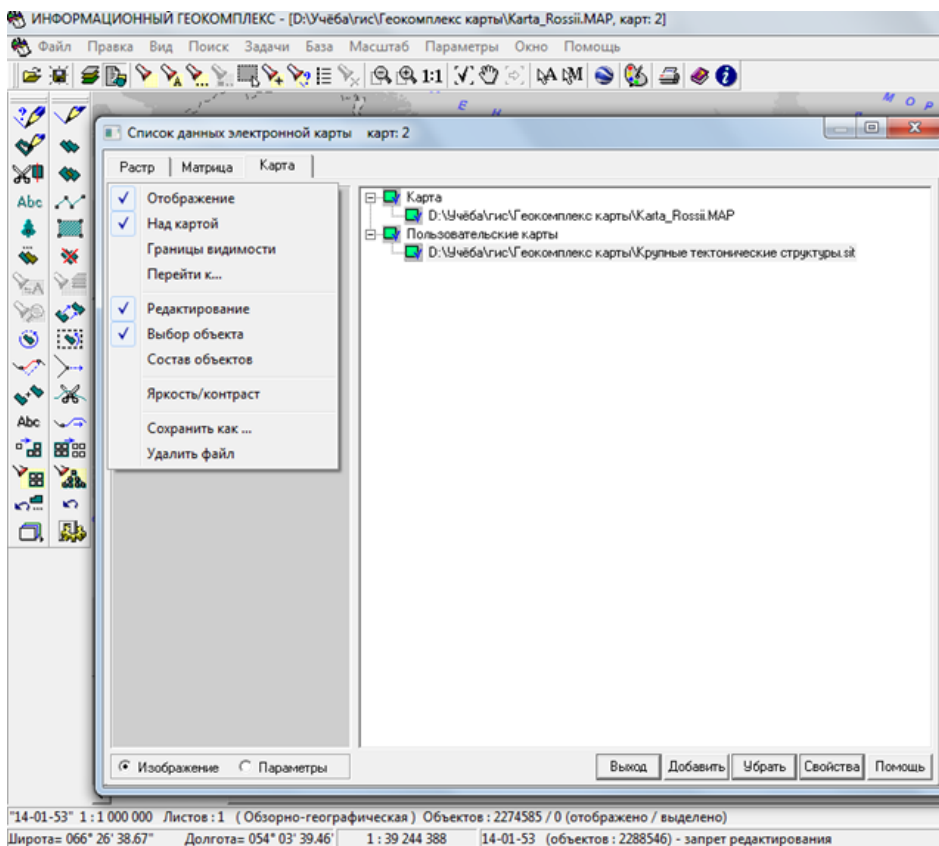 ИНФОРМАЦИОННЫЙ ГЕОКОМПЛЕКС - [D:\Учёба\гис\Геокомплекс карты\Karta_Rossii.MAP, карт: 2]
Файл Правка Вид Поиск Задачи База Масштаб Параметры Окно Помощь
1:1
Е Н
М О Р
Список данных электронной карты карт: 2
Растр Матрица Карта
Отображение
Над картой
Границы видимости
Перейти к...
Редактирование
Выбор объекта
Состав объектов
Яркость/контраст
Сохранить как ...
Удалить файл
Карта
D:\Учёба\гис\Геокомплекс карты\Karta_Rossii.MAP
Пользовательские карты
D:\Учёба\гис\Геокомплекс карты\Крупные тектонические структуры.sit
Abc
Abc
Изображение Параметры
Выход Добавить Убрать Свойства Помощь
"14-01-53" 1 : 1 000 000 Листов : 1 ( Обзорно-географическая ) Объектов : 2274585 / 0 (отображено / выделено)
Широта= 066° 26' 38.67" Долгота= 054° 03' 39.46' 1 : 39 244 388 14-01-53 (объектов : 2288546) - запрет редактирования